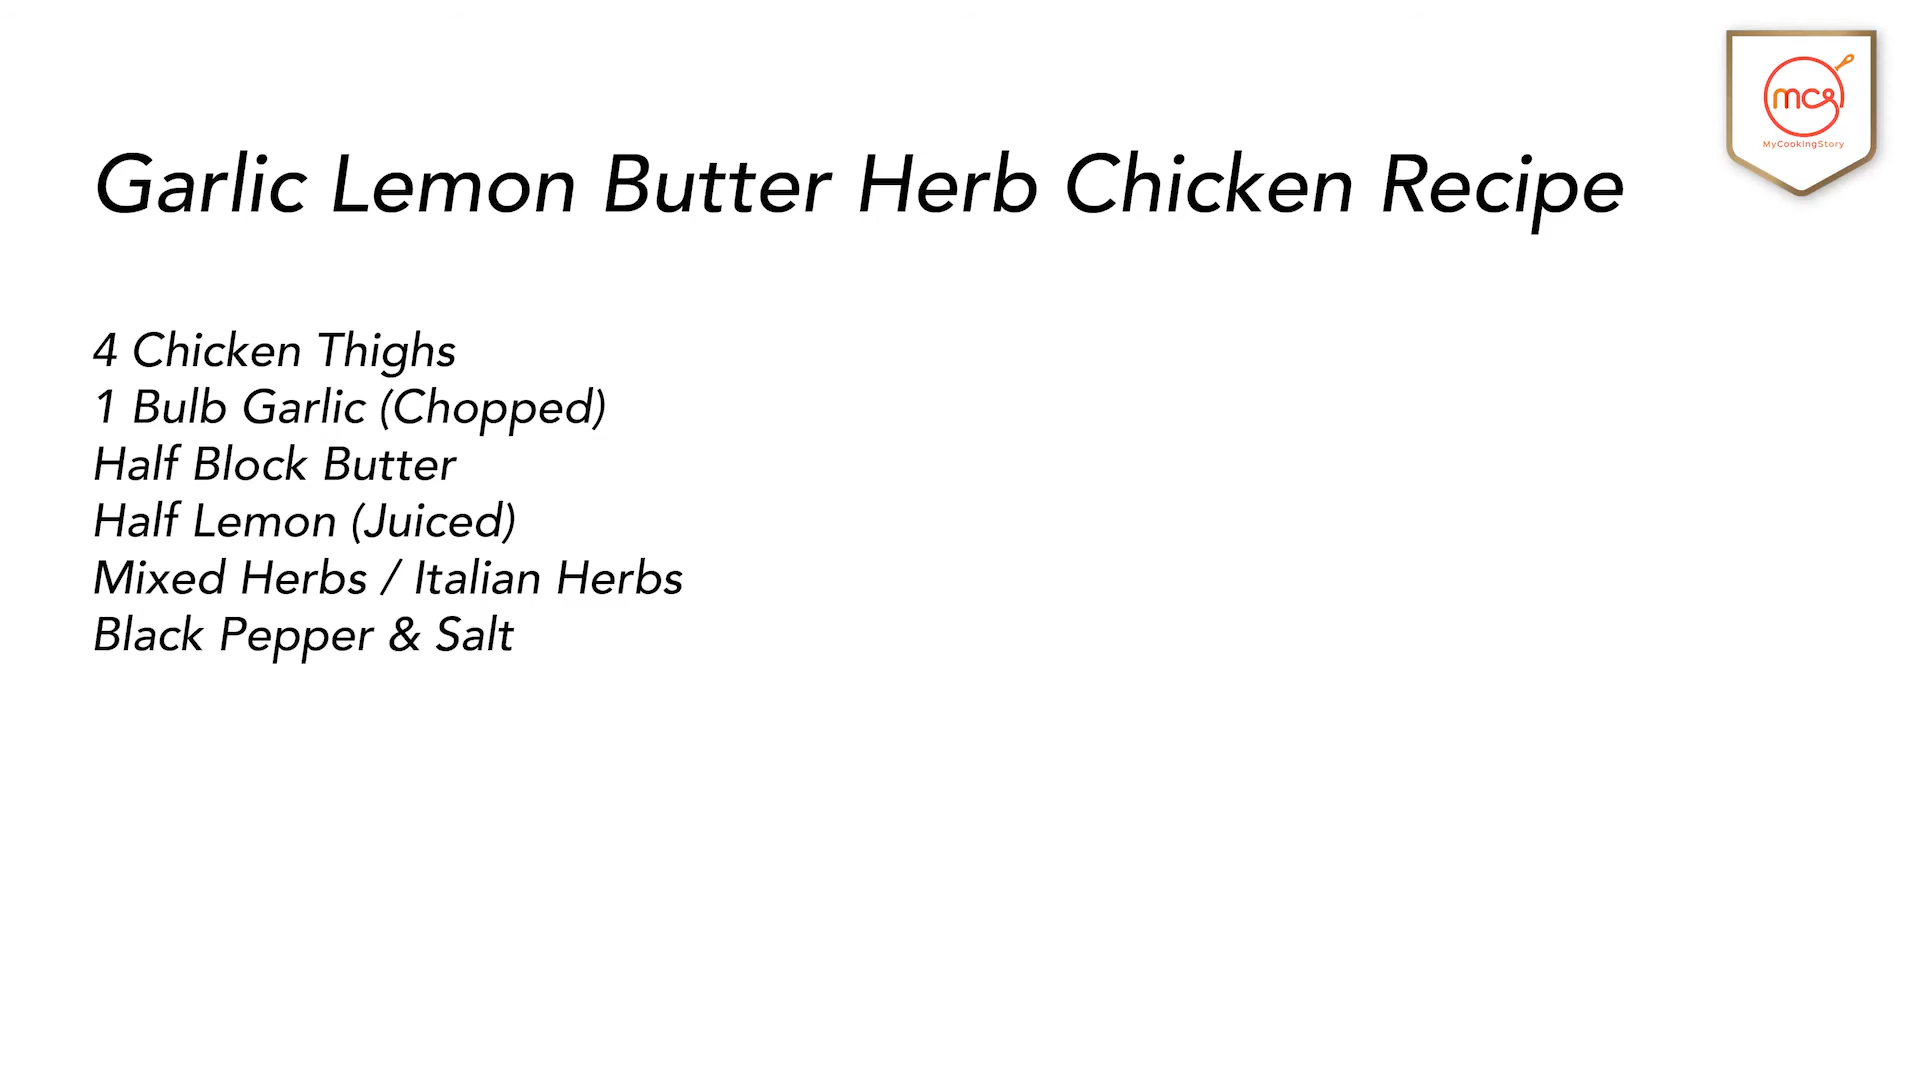 mcs
MyCookingStory
Garlic Lemon Butter Herb Chicken Recipe
4 Chicken Thighs
1 Bulb Garlic (Chopped)
Half Block Butter
Half Lemon (Juiced)
Mixed Herbs / Italian Herbs
Black Pepper & Salt